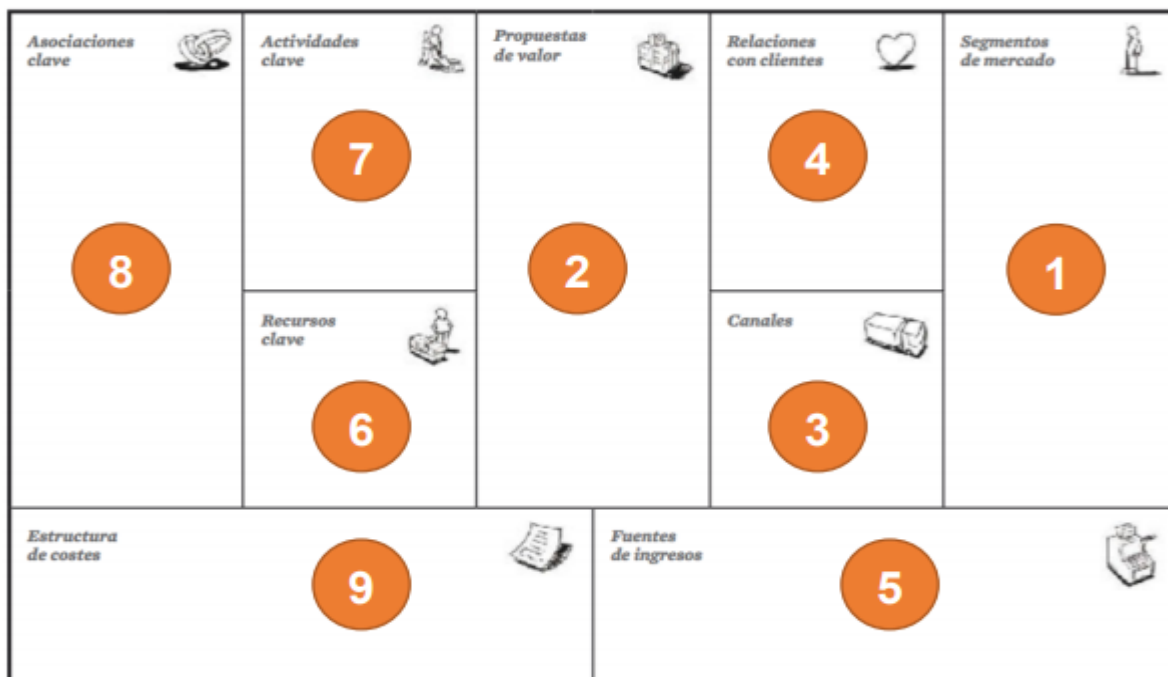 Asociaciones
clave
8
Actividades
clave
7
Recursos
clave
6
Propuestas
de valor
2
Relaciones
con clientes
4
Canales
3
Segmentos
de mercado
1
Estructura
de costes
9
Fuentes
de ingresos
5